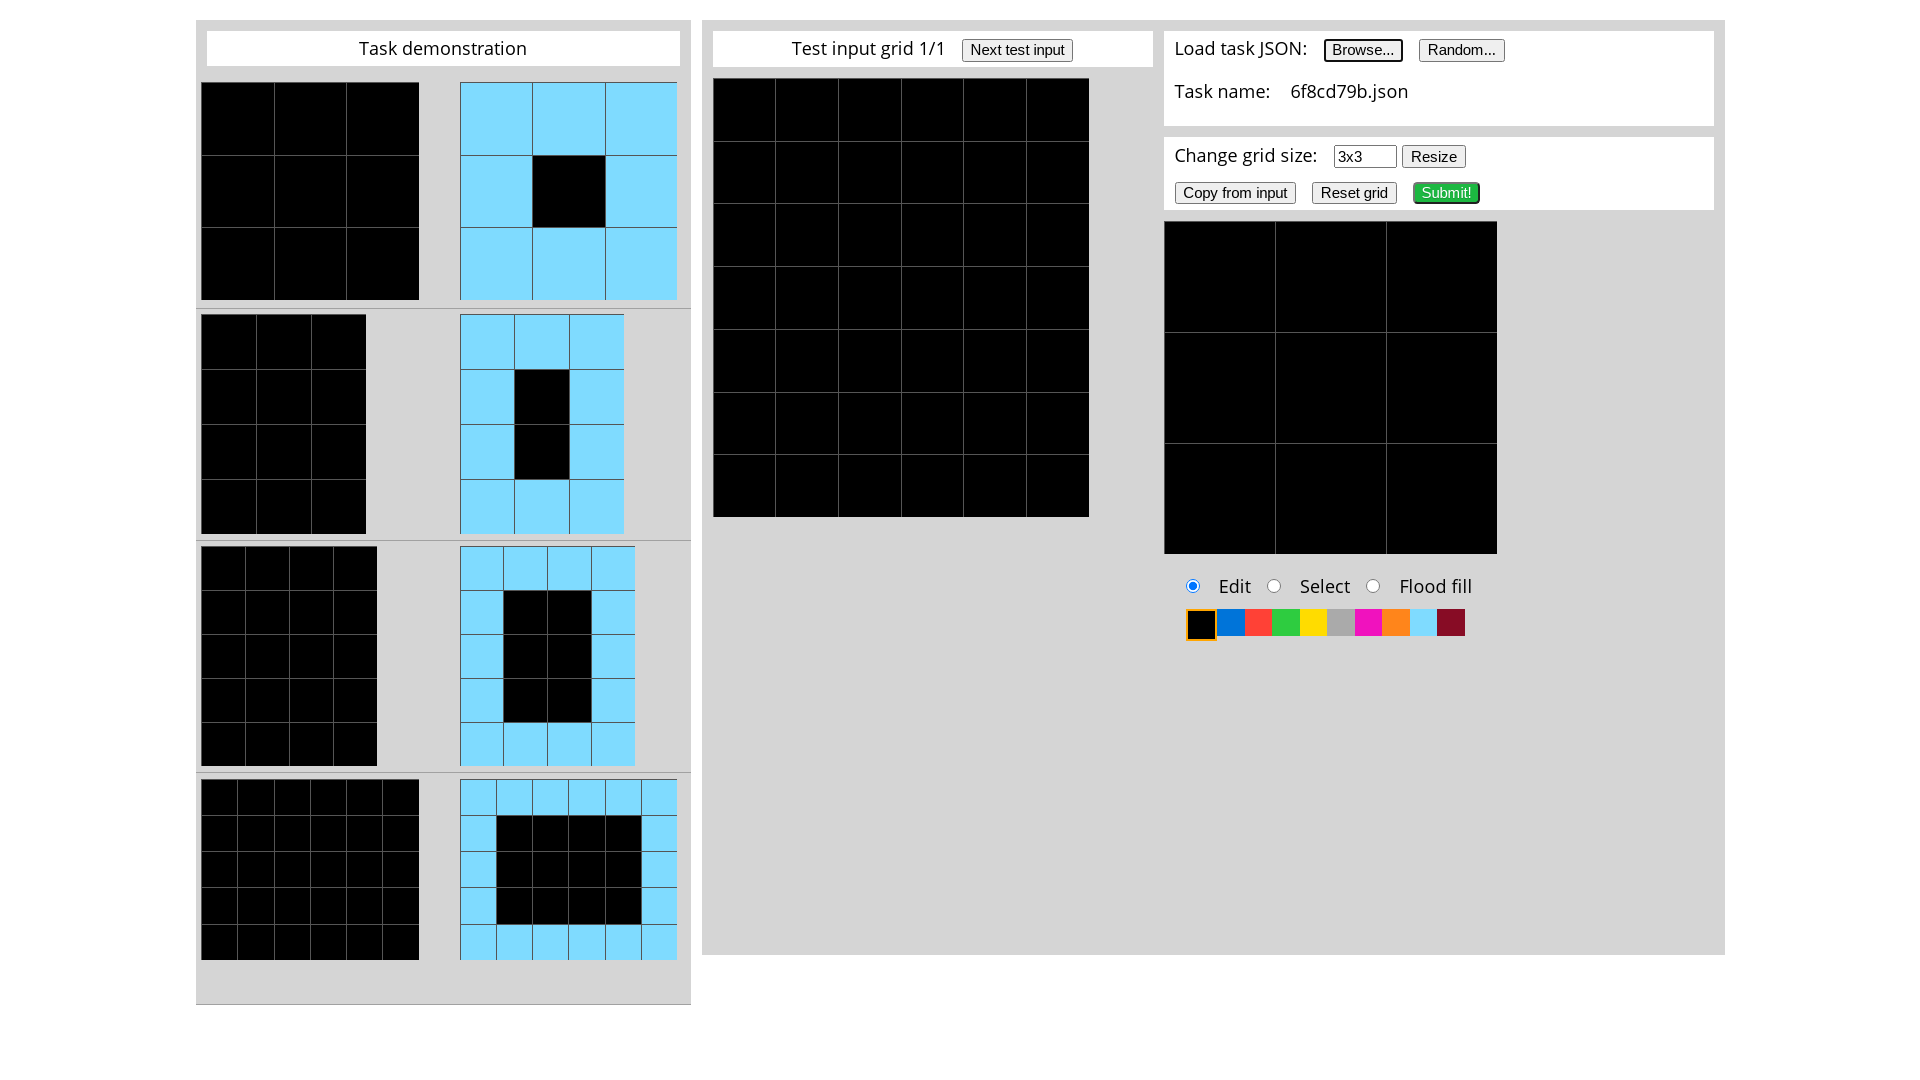 Task demonstration
Test input grid 1/1 Next test input
Load task JSON: Browse... Random...
Task name: 6f8cd79b.json
Change grid size: 3x3 Resize
Copy from input Reset grid Submit!
Edit Select Flood fill